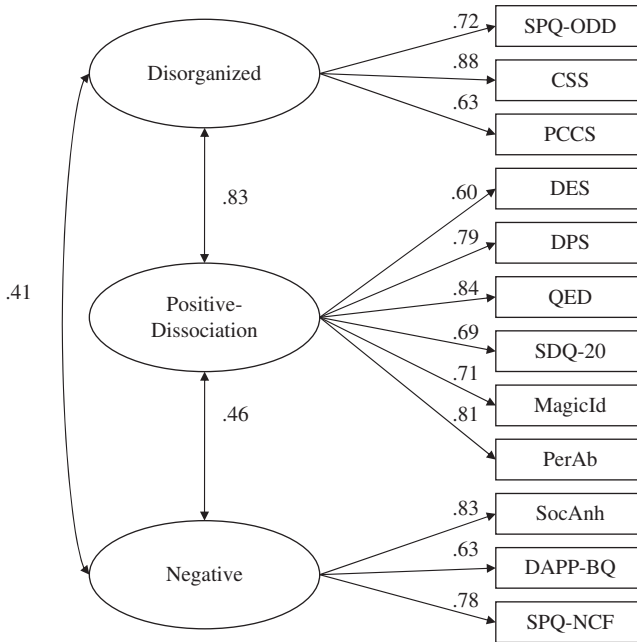 .72
SPQ-ODD
Disorganized
.88
CSS
.63
PCCS
.83
.60
DES
.79
DPS
.41
Positive-
Dissociation
.84
QED
.69
SDQ-20
.71
MagicId
.81
PerAb
.46
.83
SocAnh
Negative
.63
DAPP-BQ
.78
SPQ-NCF